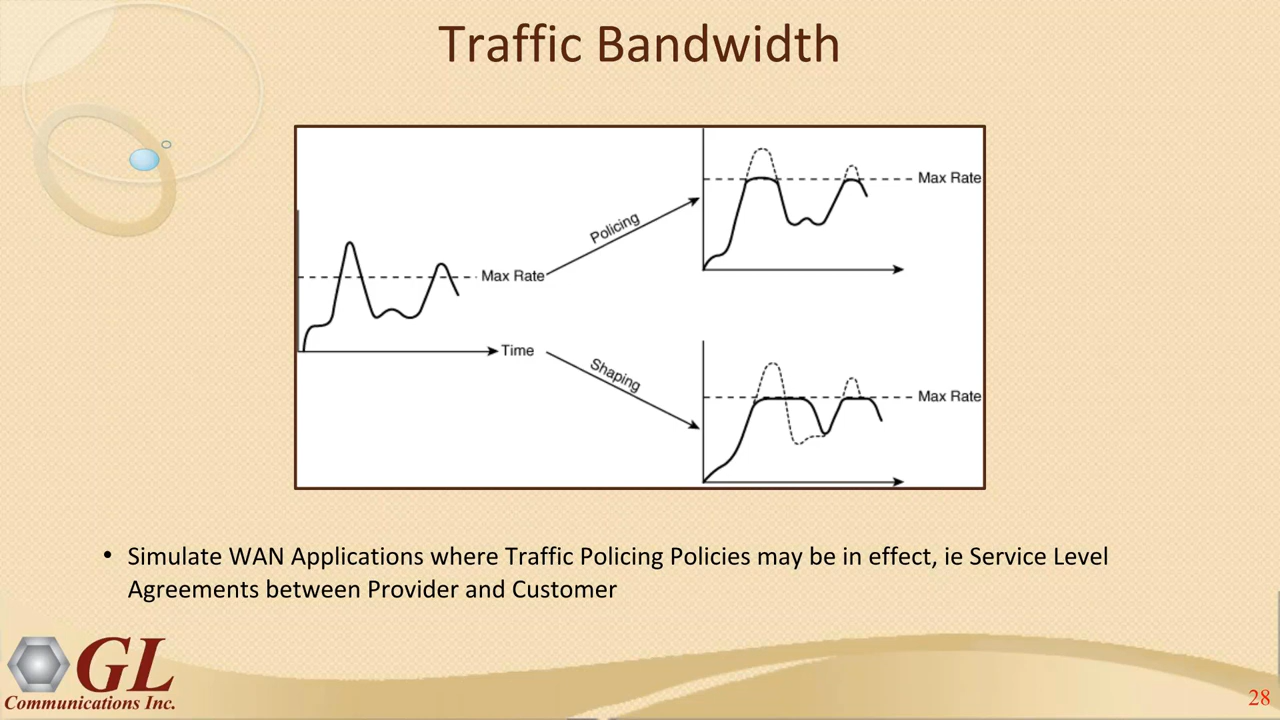 Traffic Bandwidth
Max Rate
Time
Policing
Max Rate
Shaping
Max Rate
• Simulate WAN Applications where Traffic Policing Policies may be in effect, ie Service Level
Agreements between Provider and Customer
GL
Communications Inc.
28